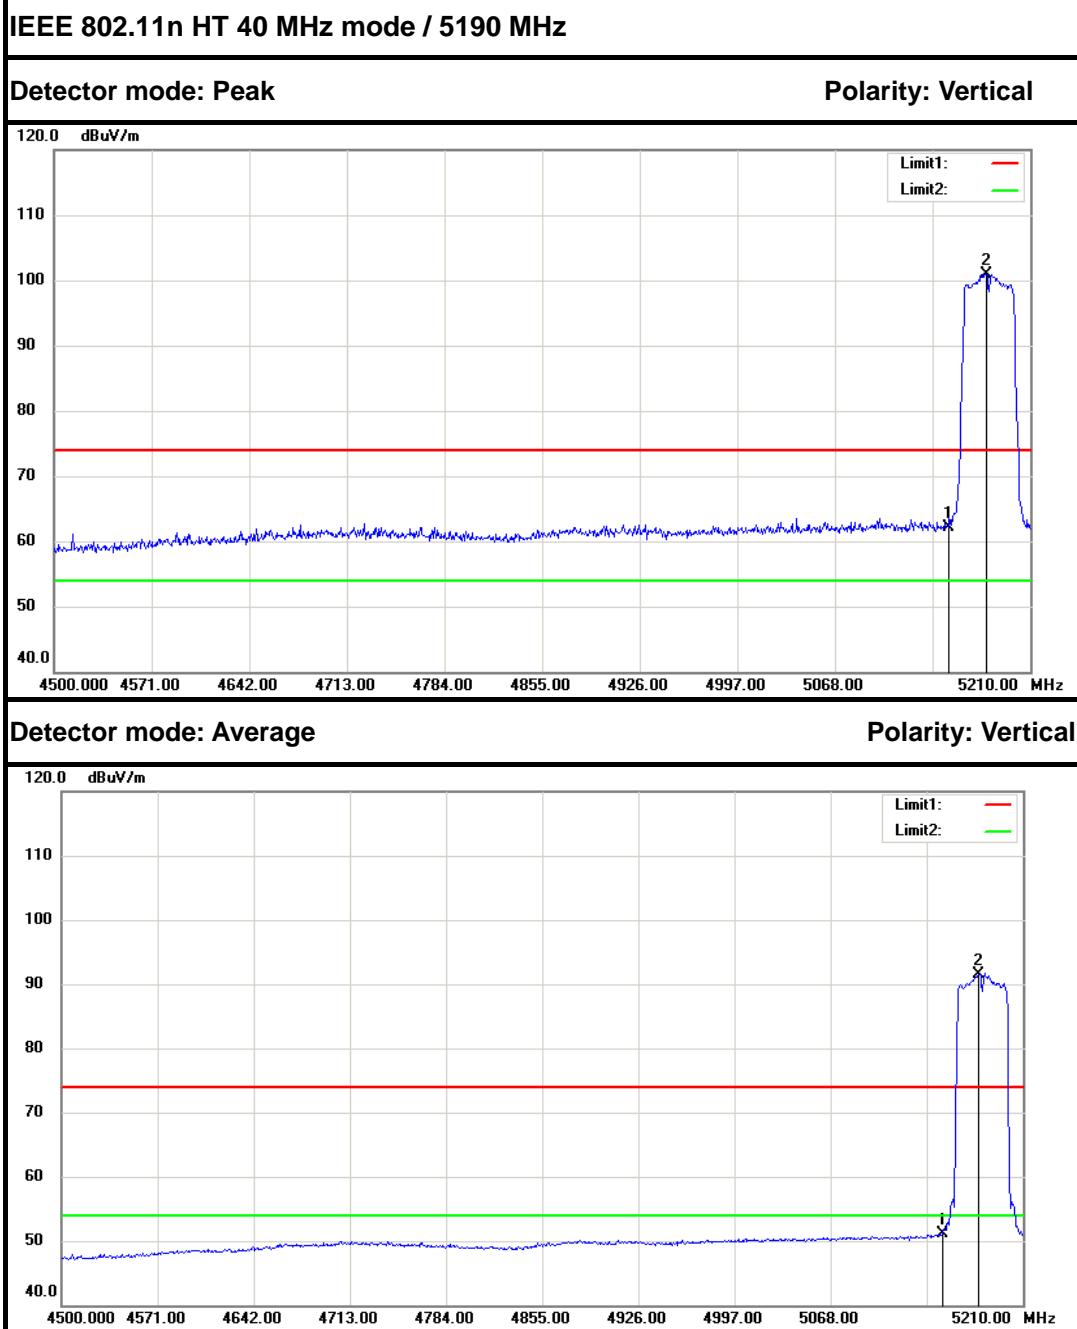 IEEE 802.11n HT 40 MHz mode / 5190 MHz
Detector mode: Peak Polarity: Vertical
120.0 dBuV/m
Limit1:
Limit2:
110
100
90
80
70
60
50
40.0
2
1
4500.000 4571.00 4642.00 4713.00 4784.00 4855.00 4926.00 4997.00 5068.00 5210.00 MHz
Detector mode: Average Polarity: Vertical
120.0 dBuV/m
Limit1:
Limit2:
110
100
90
80
70
60
50
40.0
2
1
4500.000 4571.00 4642.00 4713.00 4784.00 4855.00 4926.00 4997.00 5068.00 5210.00 MHz